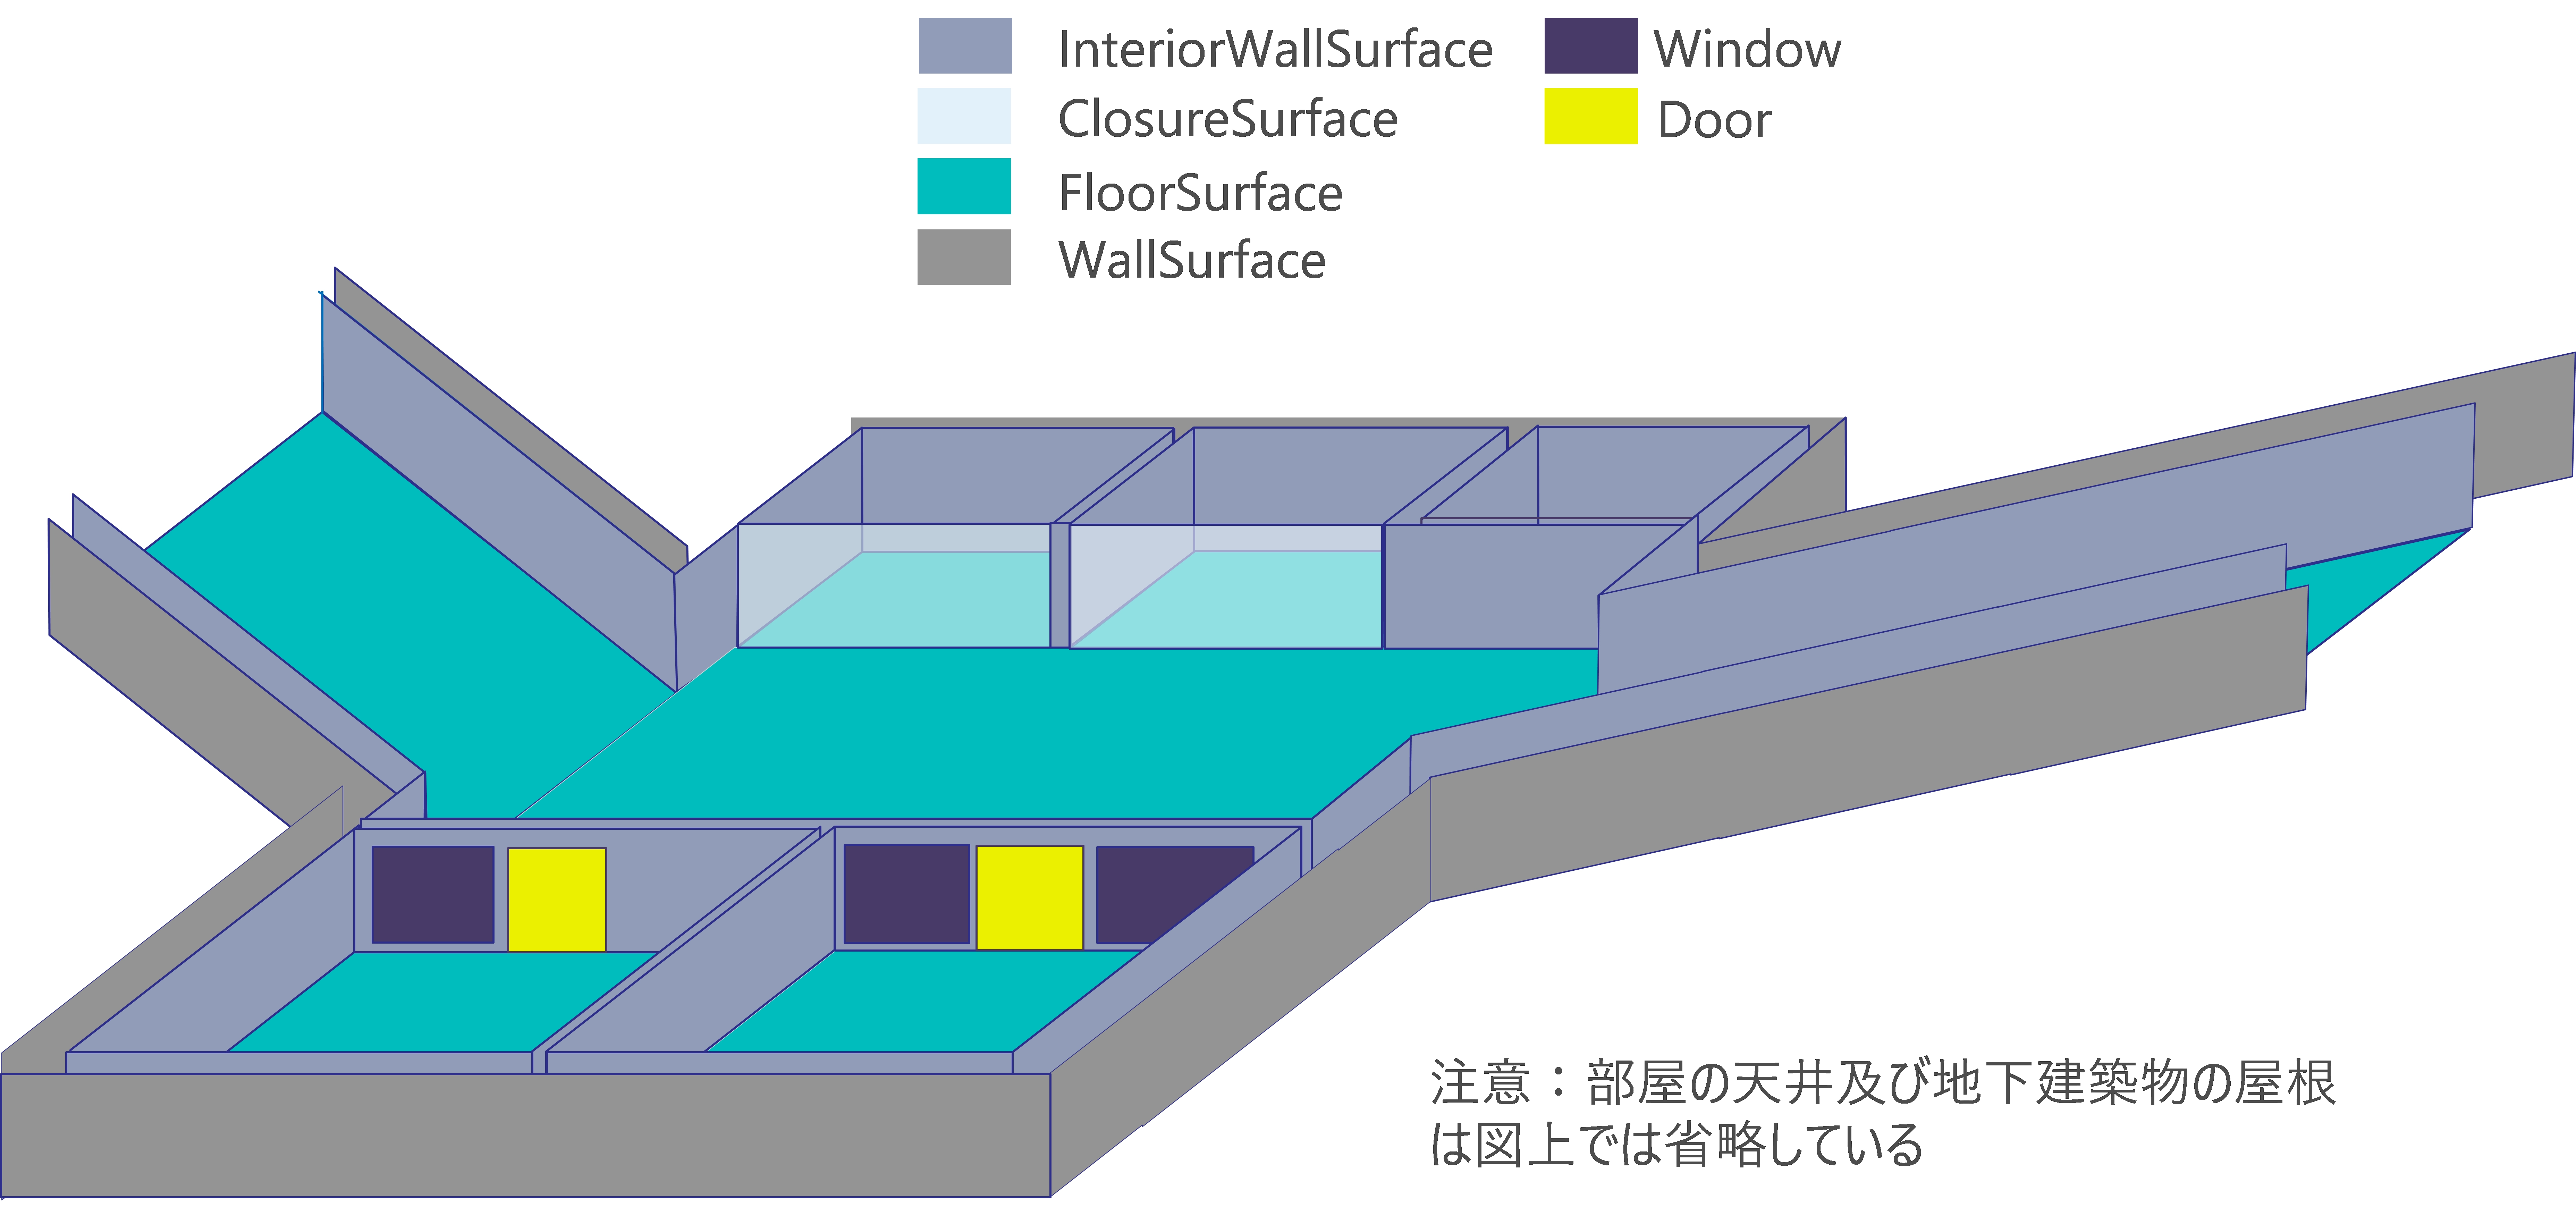 InteriorWallSurface
ClosureSurface
FloorSurface
WallSurface
Window
Door
注意：部屋の天井及び地下建築物の屋根
は図上では省略している